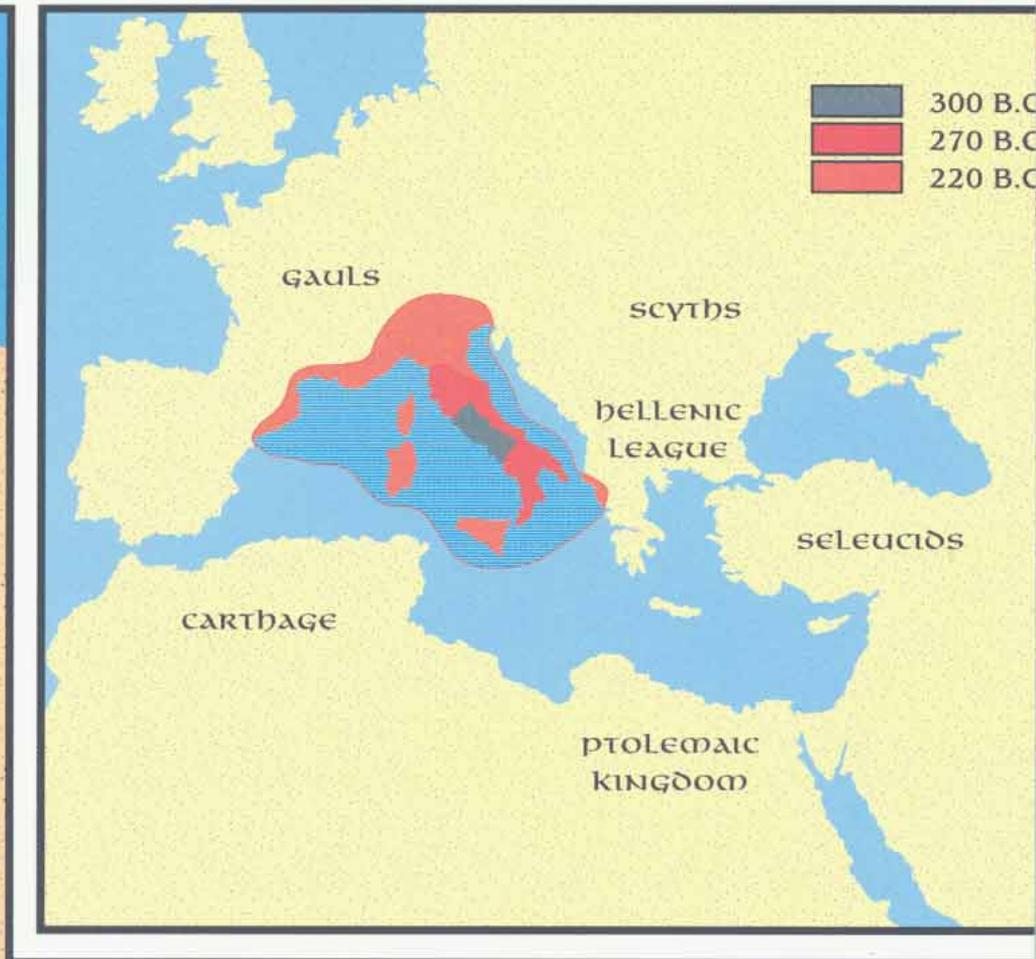 300 B.C
270 B.C
220 B.C
GAULS
SCYTHS
HELLENIC
LEAGUE
SELEUCIDS
CARTHAGE
PTOLEMAIC
KINGDOM